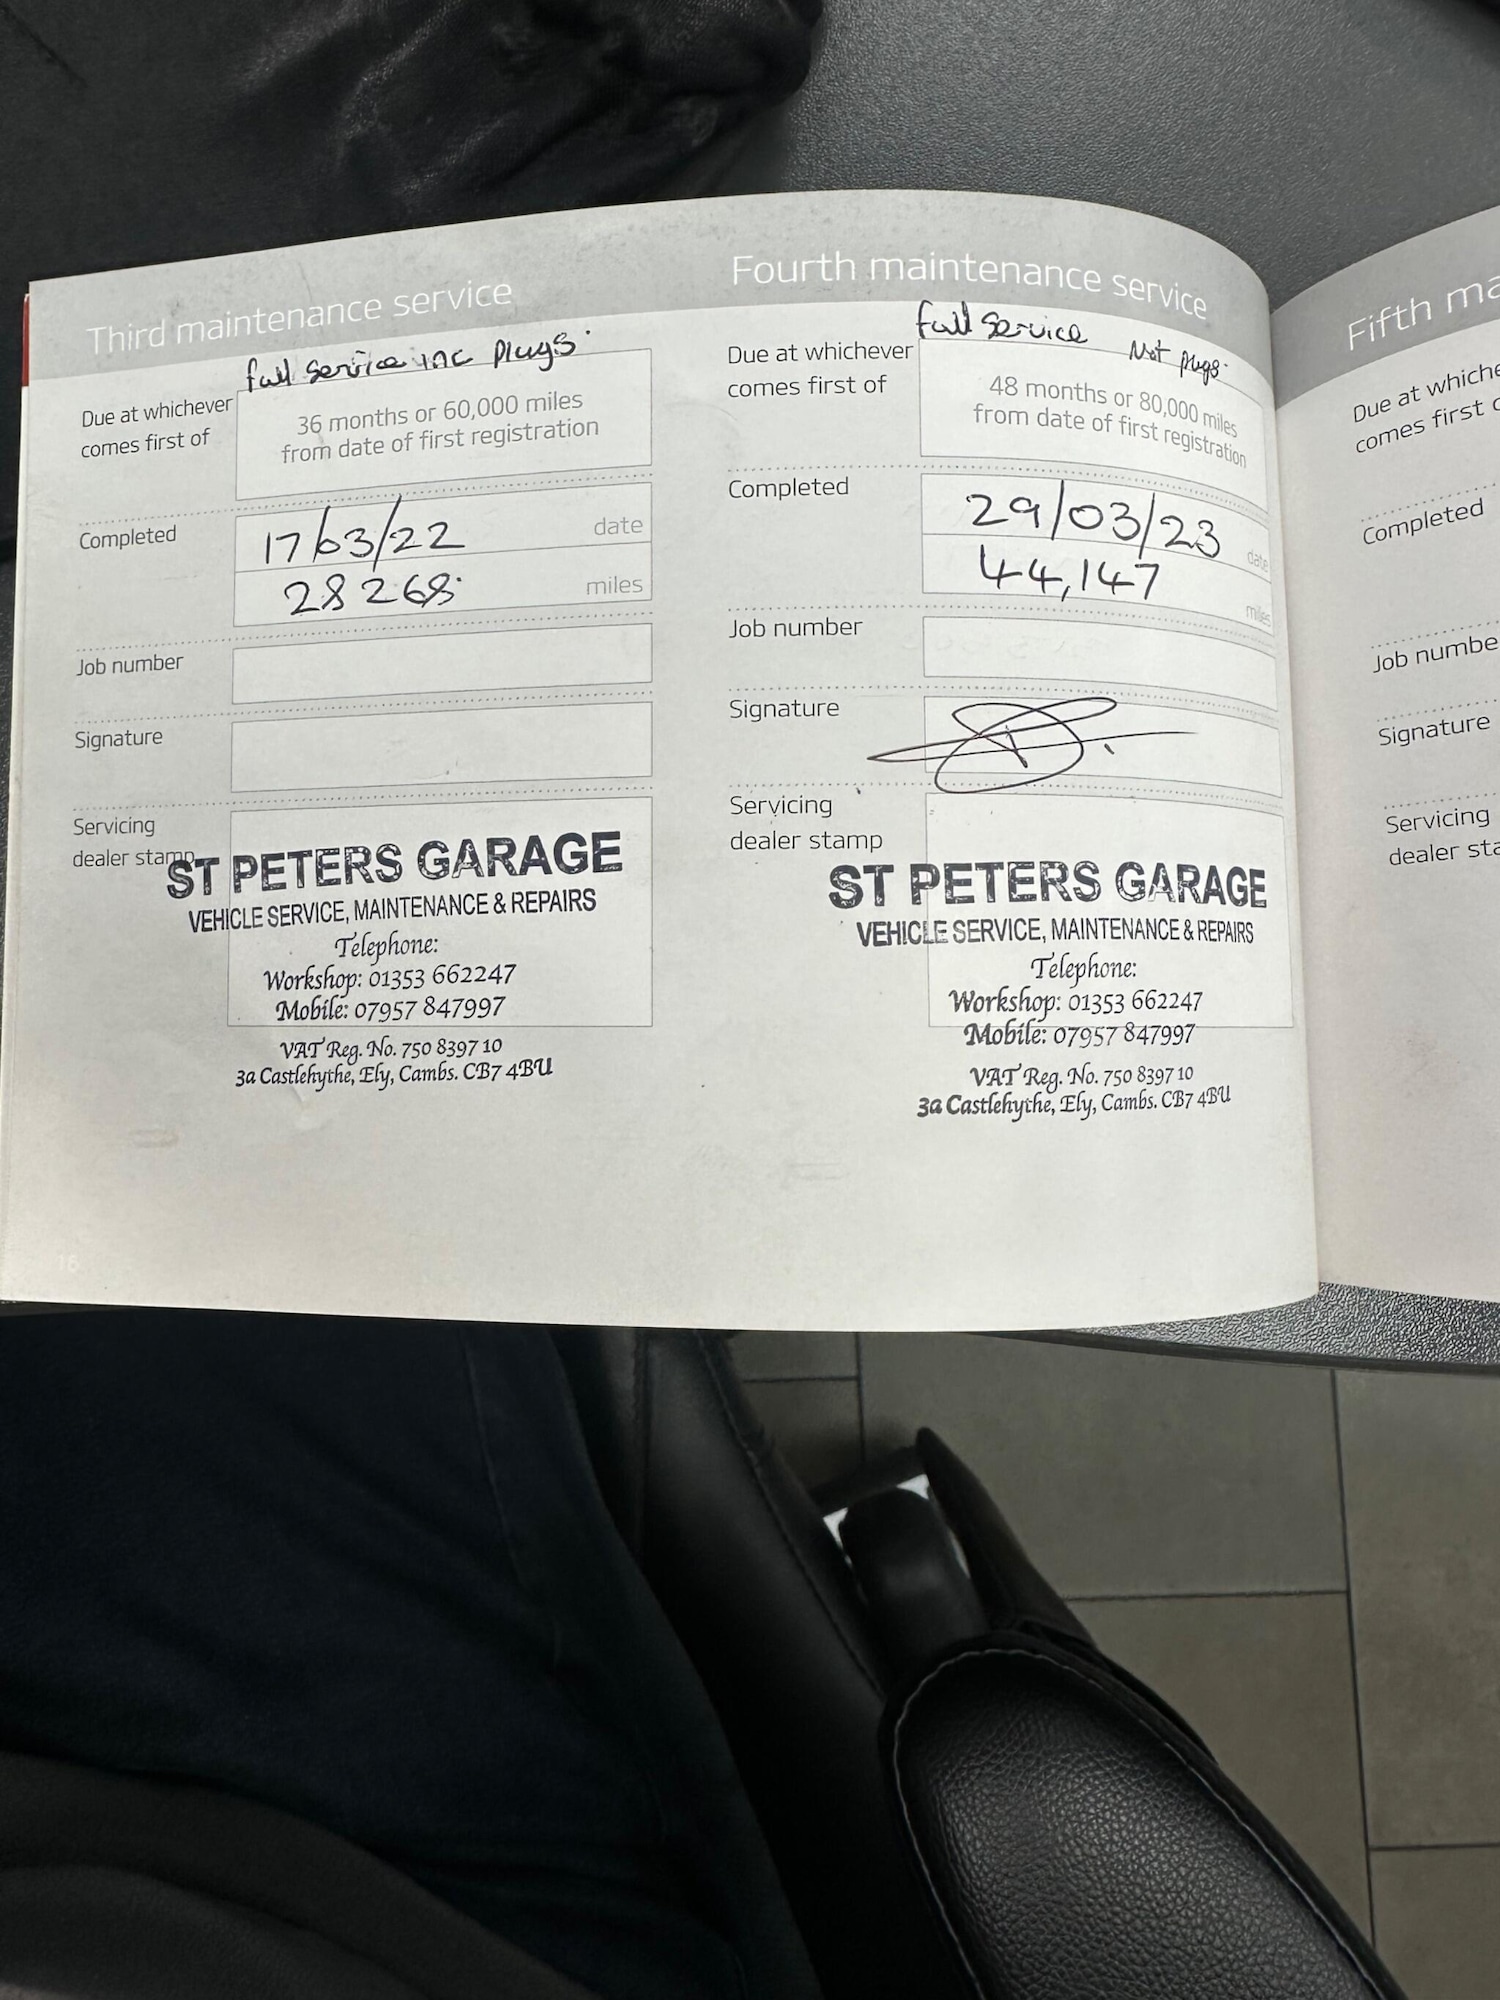 Third maintenance service
full service inc plugs.
Due at whichever
comes first of
36 months or 60,000 miles
from date of first registration
Completed
17/03/22
date
28268
miles
Job number
Signature
Servicing
dealer stamp
ST PETERS GARAGE
VEHICLE SERVICE, MAINTENANCE & REPAIRS
Telephone:
Workshop: 01353 662247
Mobile: 07957 847997
VAT Reg. No. 750 8397 10
3a Castlehythe, Ely, Cambs. CB7 4BU
16
Fourth maintenance service
full service Not plugs.
Due at whichever
comes first of
48 months or 80,000 miles
from date of first registration
Completed
29/03/23
date
44,147
miles
Job number
Signature
Servicing
dealer stamp
ST PETERS GARAGE
VEHICLE SERVICE, MAINTENANCE & REPAIRS
Telephone:
Workshop: 01353 662247
Mobile: 07957 847997
VAT Reg. No. 750 8397 10
3a Castlehythe, Ely, Cambs. CB7 4BU
Fifth ma
Due at whiche
comes first o
Completed
Job numbe
Signature
Servicing
dealer sta